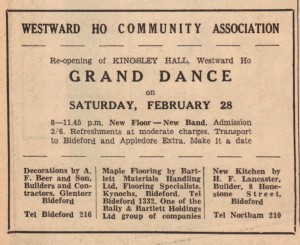 WESTWARD HO COMMUNITY ASSOCIATION
Re-opening of KINGSLEY HALL, Westward Ho
GRAND DANCE
on
SATURDAY, FEBRUARY 28
8—11.45 p.m. New Floor—New Band. Admission
2/6. Refreshments at moderate charges. Transport
to Bideford and Appledore Extra. Make it a date
Decorations by A.
F. Beer and Son,
Builders and Con-
tractors, Glentorr
Bideford
Tel Bideford 216
Maple Flooring by Bart-
lett Materials Handling
Ltd, Flooring Specialists.
Kynochs, Bideford. Tel
Bideford 1332. One of the
Bally & Bartlett Holdings
Ltd group of companies
New Kitchen by
H. F. Lancaster,
Builder, 8 Hone-
stone Street,
Bideford
Tel Northam 210